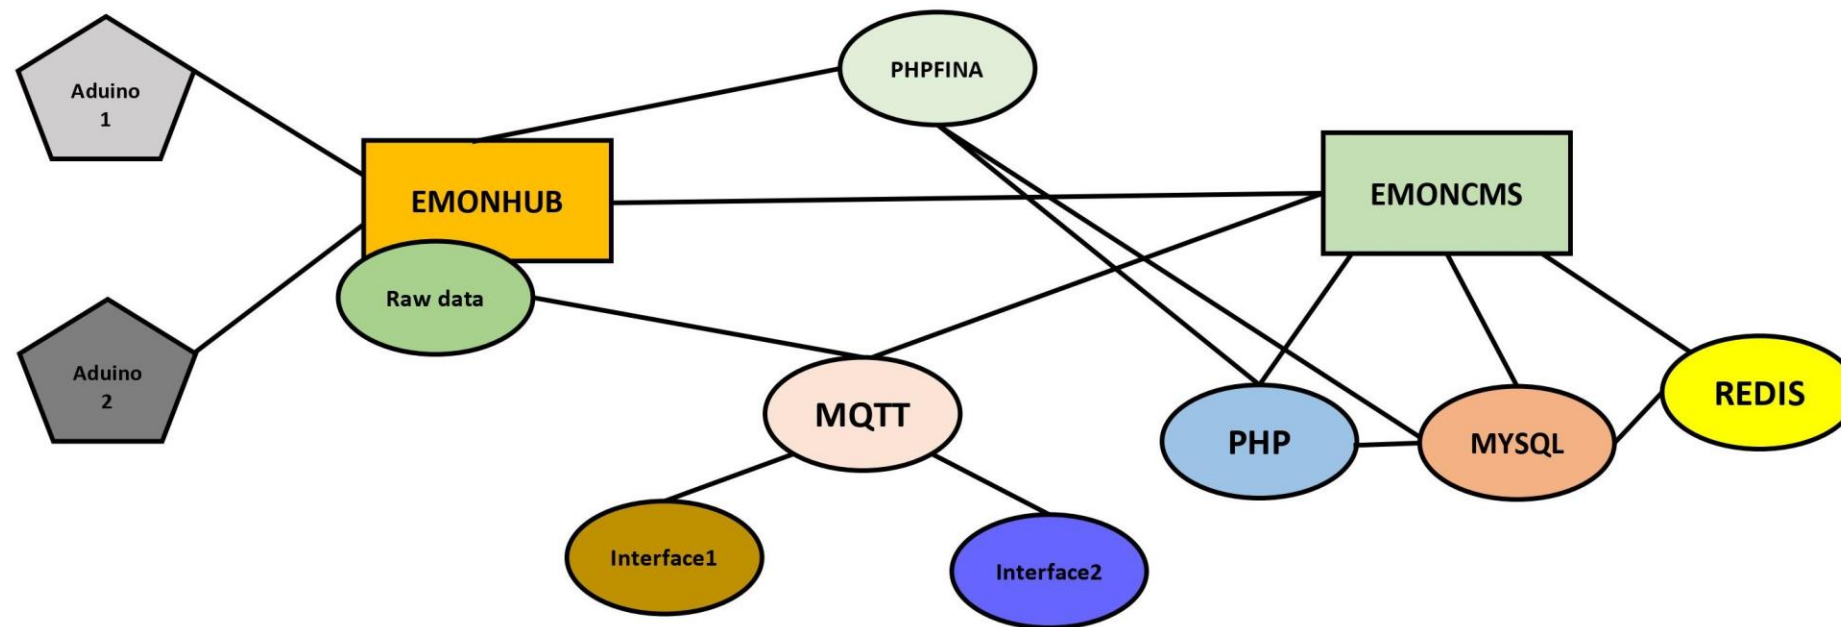 Aduino
1
PHPFINA
EMONHUB
EMONCMS
Raw data
Aduino
2
MQTT
PHP
MYSQL
REDIS
Interface1
Interface2